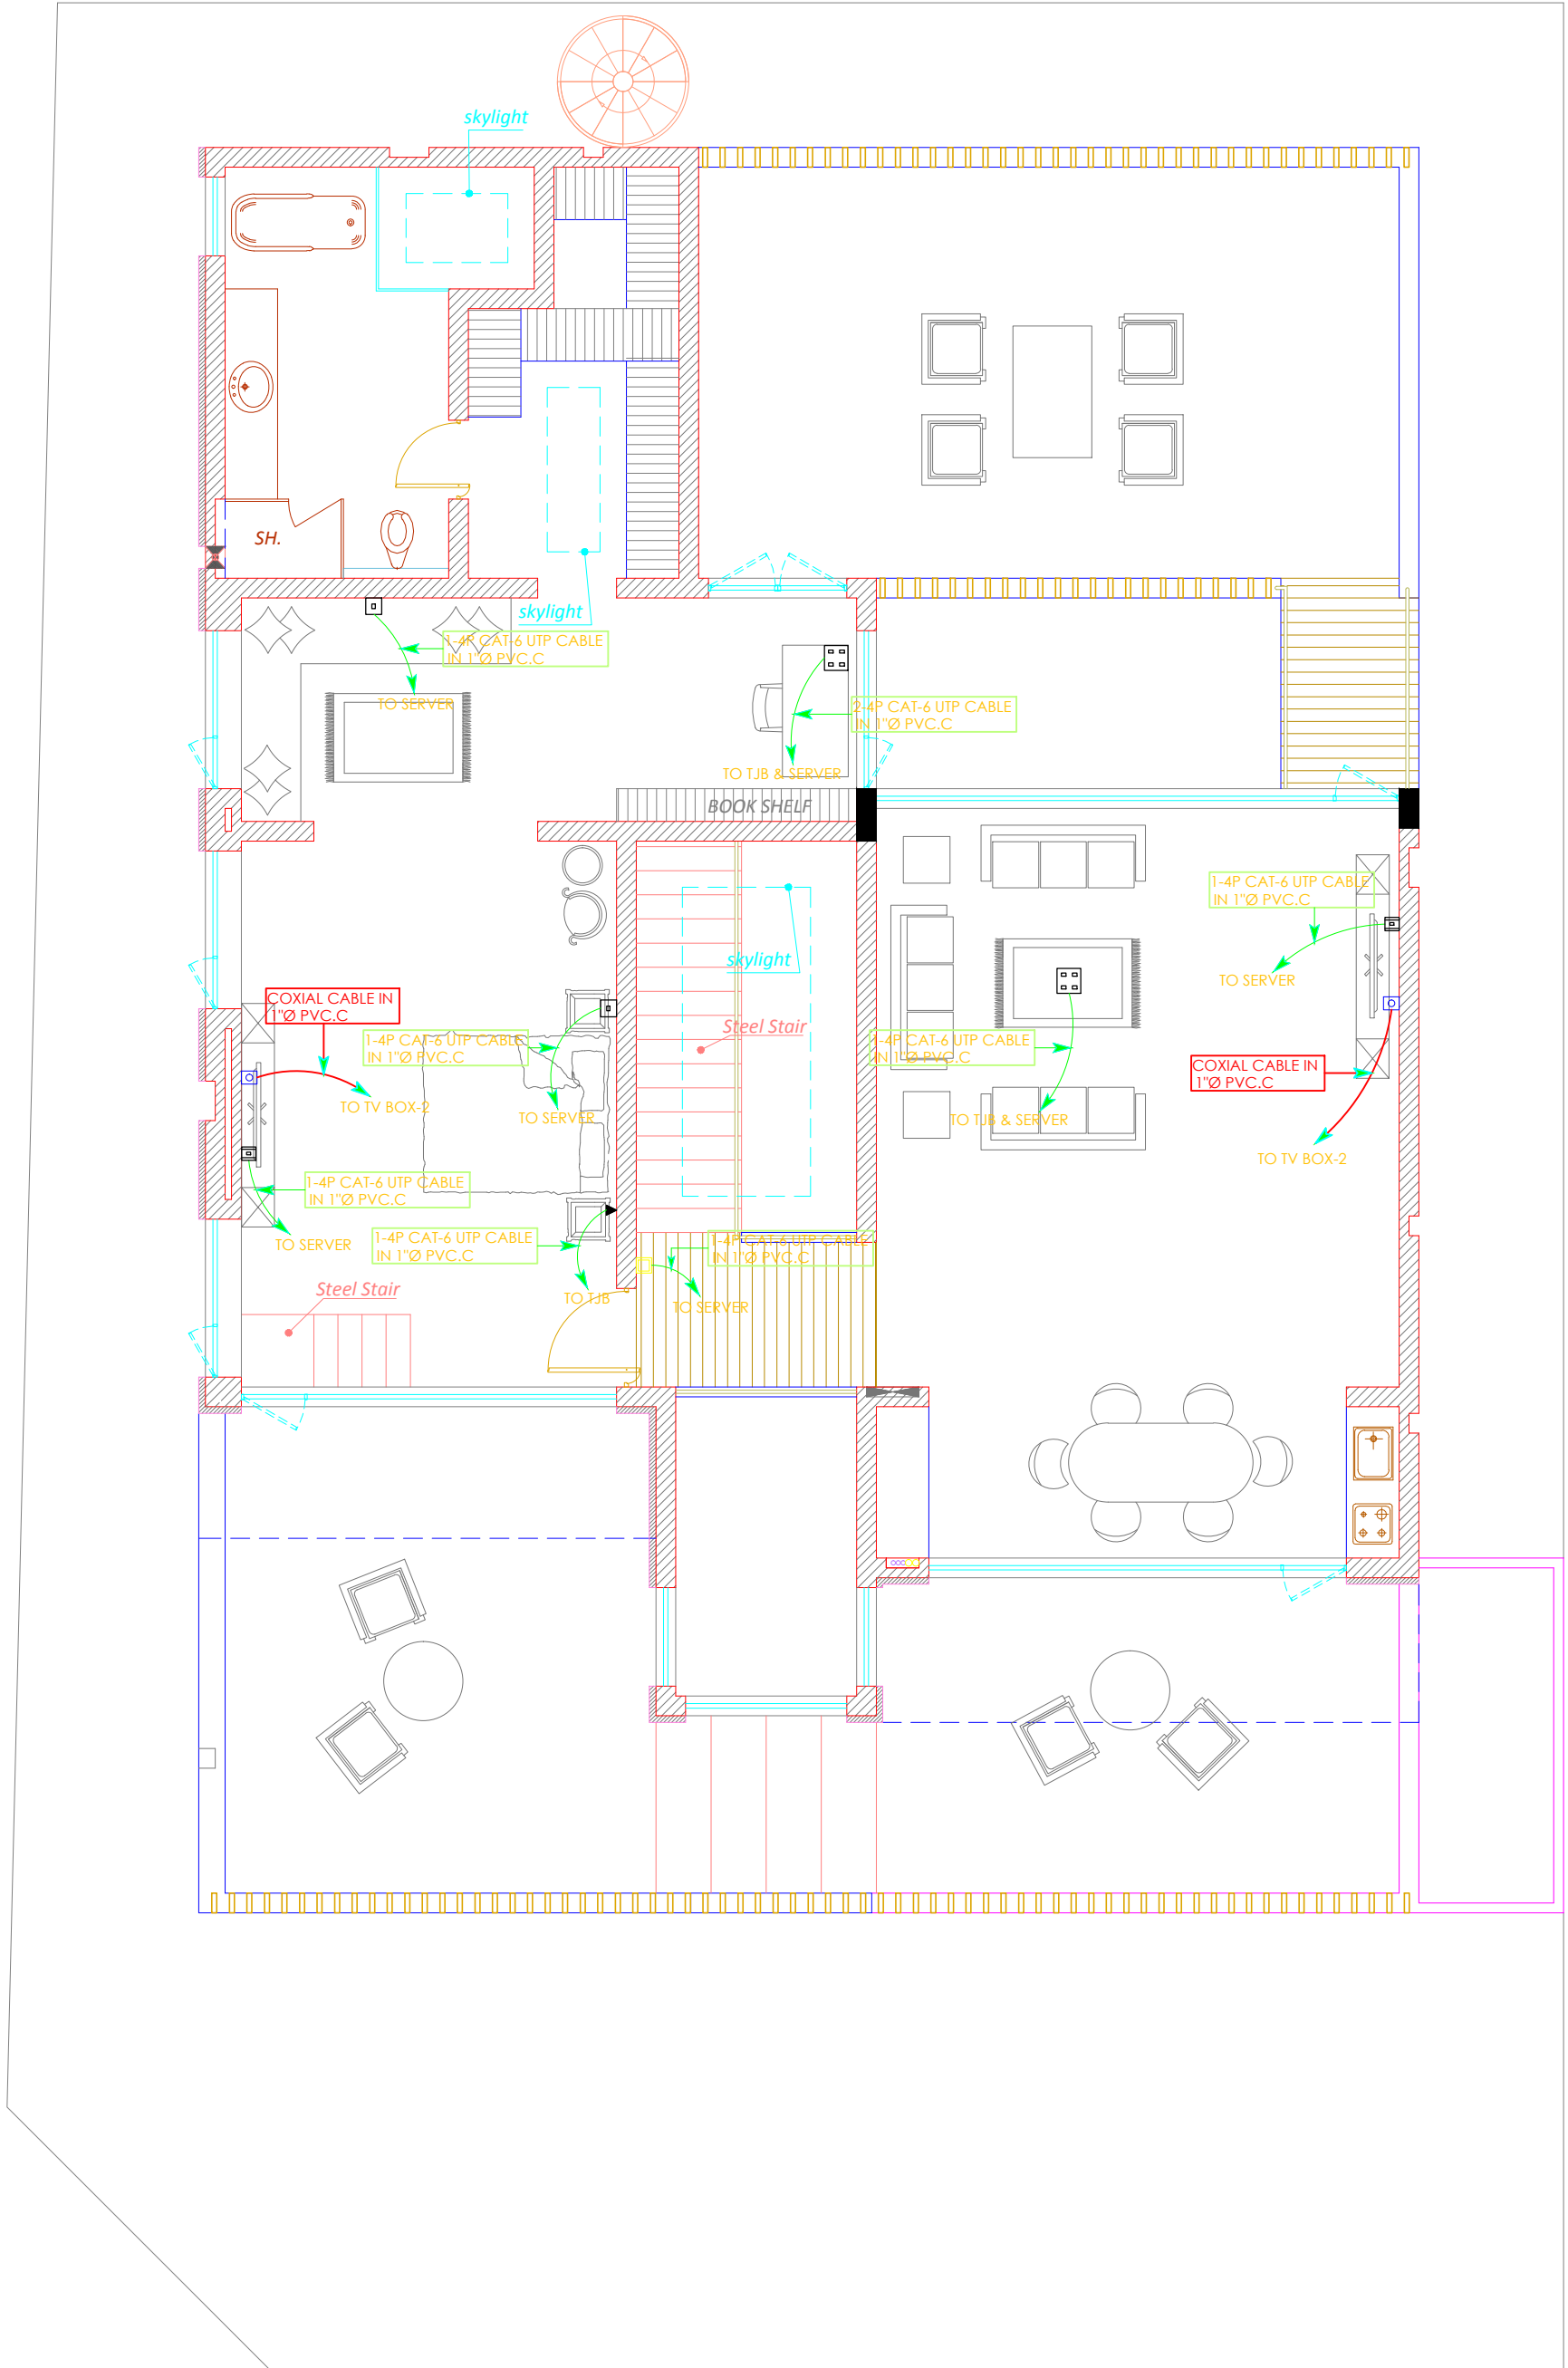 skylight
SH.
skylight
1-4P CAT-6 UTP CABLE
IN 1"Ø PVC.C
TO SERVER
2-4P CAT-6 UTP CABLE
IN 1"Ø PVC.C
TO TJB & SERVER
BOOK SHELF
1-4P CAT-6 UTP CABLE
IN 1"Ø PVC.C
TO SERVER
skylight
COXIAL CABLE IN
1"Ø PVC.C
Steel Stair
1-4P CAT-6 UTP CABLE
IN 1"Ø PVC.C
1-4P CAT-6 UTP CABLE
IN 1"Ø PVC.C
COXIAL CABLE IN
1"Ø PVC.C
TO TV BOX-2
TO SERVER
TO TJB & SERVER
TO TV BOX-2
1-4P CAT-6 UTP CABLE
IN 1"Ø PVC.C
TO SERVER
1-4P CAT-6 UTP CABLE
IN 1"Ø PVC.C
1-4P CAT-6 UTP CABLE
IN 1"Ø PVC.C
Steel Stair
TO TJB
TO SERVER